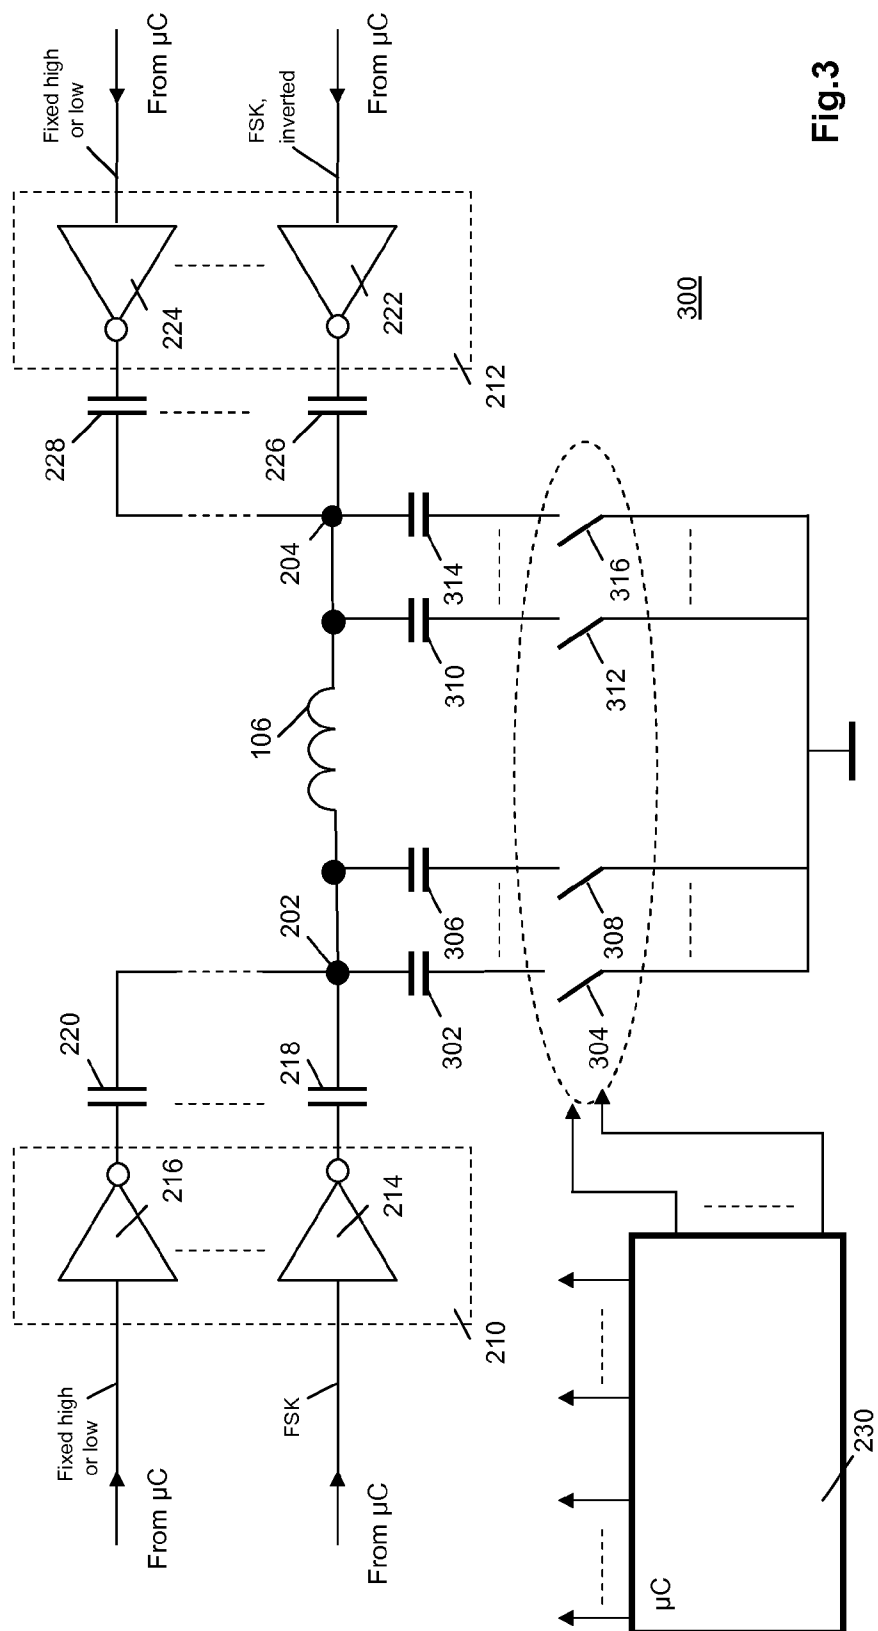 From µC
Fixed high
or low
216
220
228
224
Fixed high
or low
From µC
From µC
FSK
214
210
218
202
106
204
226
222
212
FSK,
inverted
From µC
302
306
310
314
304
308
312
316
µC
230
300
Fig.3